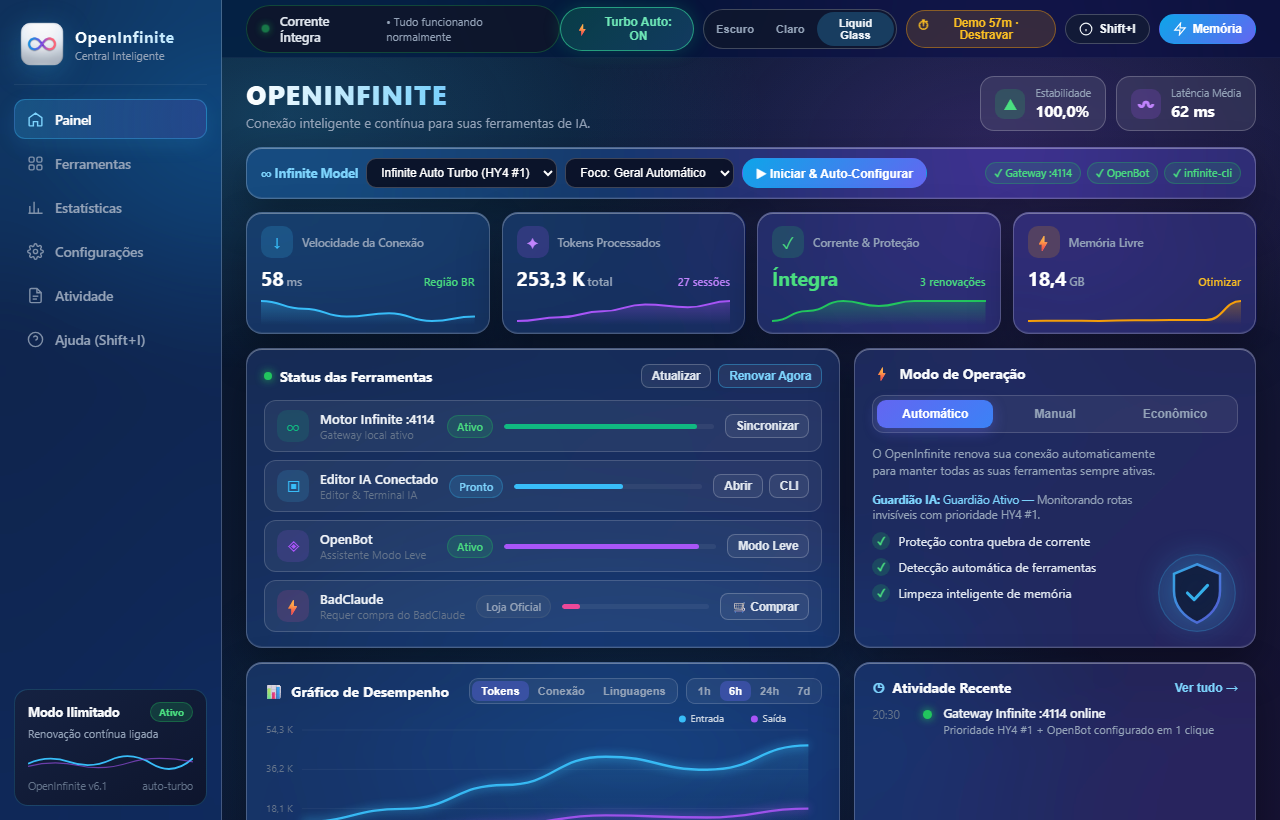 OpenInfinite
Central Inteligente
Painel
Ferramentas
Estatísticas
Configurações
Atividade
Ajuda (Shift+I)
Modo Ilimitado
Ativo
Renovação contínua ligada
OpenInfinite v6.1
auto-turbo
Corrente
Íntegra
• Tudo funcionando
normalmente
Turbo Auto:
ON
Escuro
Claro
Liquid
Glass
Demo 57m ·
Destravar
Shift+I
Memória
OPENINFINITE
Conexão inteligente e contínua para suas ferramentas de IA.
Estabilidade
100,0%
Latência Média
62 ms
∞ Infinite Model
Infinite Auto Turbo (HY4 #1)
Foco: Geral Automático
▶ Iniciar & Auto-Configurar
✓ Gateway :4114
✓ OpenBot
✓ infinite-cli
Velocidade da Conexão
58 ms
Região BR
Tokens Processados
253,3 K total
27 sessões
Corrente & Proteção
Íntegra
3 renovações
Memória Livre
18,4 GB
Otimizar
Status das Ferramentas
Atualizar
Renovar Agora
Motor Infinite :4114
Gateway local ativo
Ativo
Sincronizar
Editor IA Conectado
Editor & Terminal IA
Pronto
Abrir
CLI
OpenBot
Assistente Modo Leve
Ativo
Modo Leve
BadClaude
Requer compra do BadClaude
Loja Oficial
🛒 Comprar
Modo de Operação
Automático
Manual
Econômico
O OpenInfinite renova sua conexão automaticamente
para manter todas as suas ferramentas sempre ativas.
Guardião IA: Guardião Ativo — Monitorando rotas
invisíveis com prioridade HY4 #1.
✓ Proteção contra quebra de corrente
✓ Detecção automática de ferramentas
✓ Limpeza inteligente de memória
Gráfico de Desempenho
Tokens
Conexão
Linguagens
1h
6h
24h
7d
Entrada
Saída
54,3 K
36,2 K
18,1 K
Atividade Recente
Ver tudo →
20:30
Gateway Infinite :4114 online
Prioridade HY4 #1 + OpenBot configurado em 1 clique